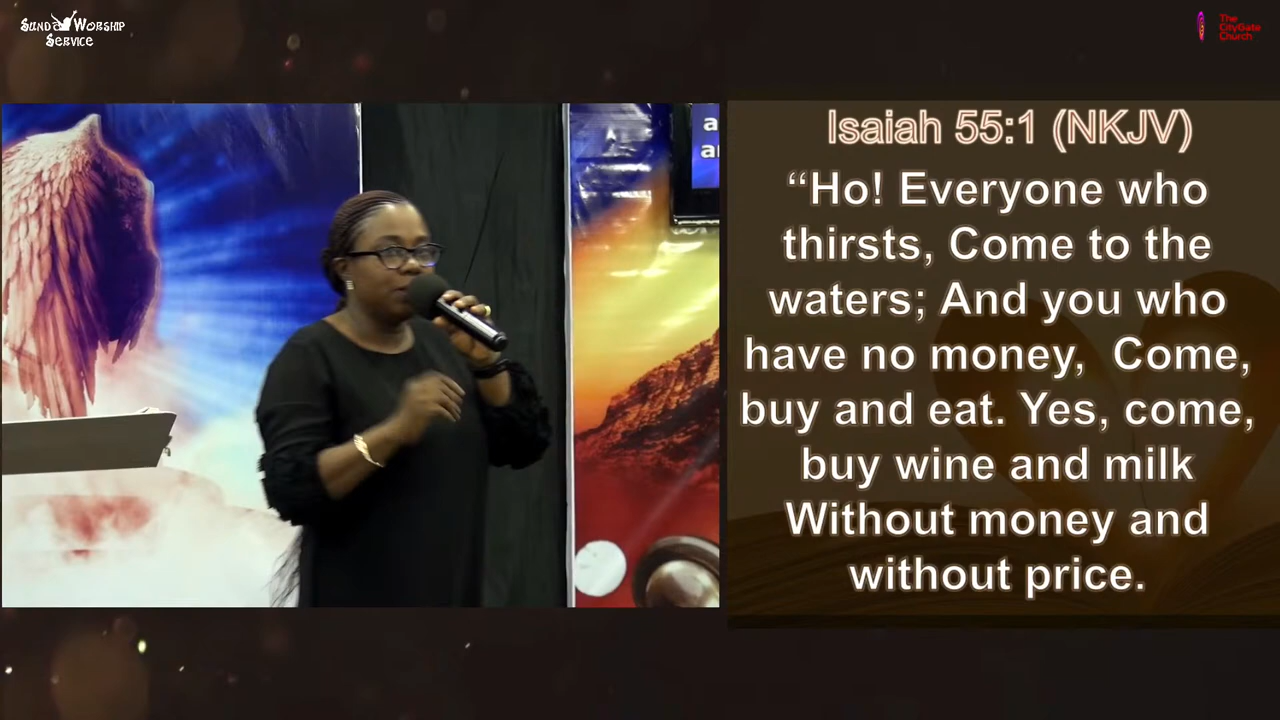 Sunday Worship
Service
The
CityGate
Church
Isaiah 55:1 (NKJV)
“Ho! Everyone who
thirsts, Come to the
waters; And you who
have no money,  Come,
buy and eat. Yes, come,
buy wine and milk
Without money and
without price.